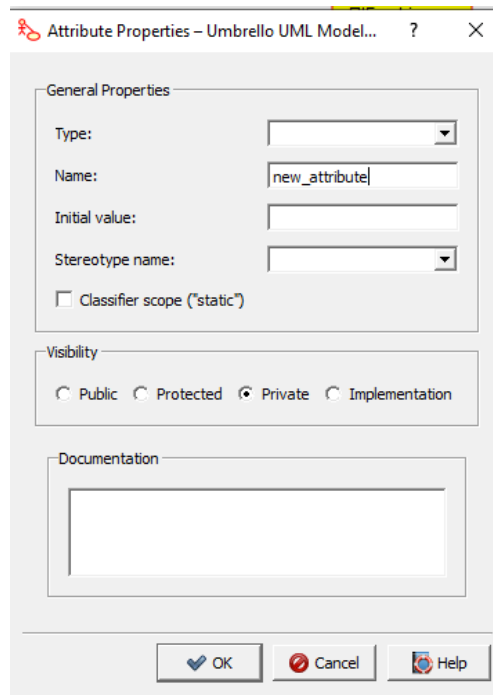 Attribute Properties – Umbrello UML Model... ?
General Properties
Type:
Name: new_attribute
Initial value:
Stereotype name:
Classifier scope ("static")
Visibility
Public Protected Private Implementation
Documentation
OK Cancel Help